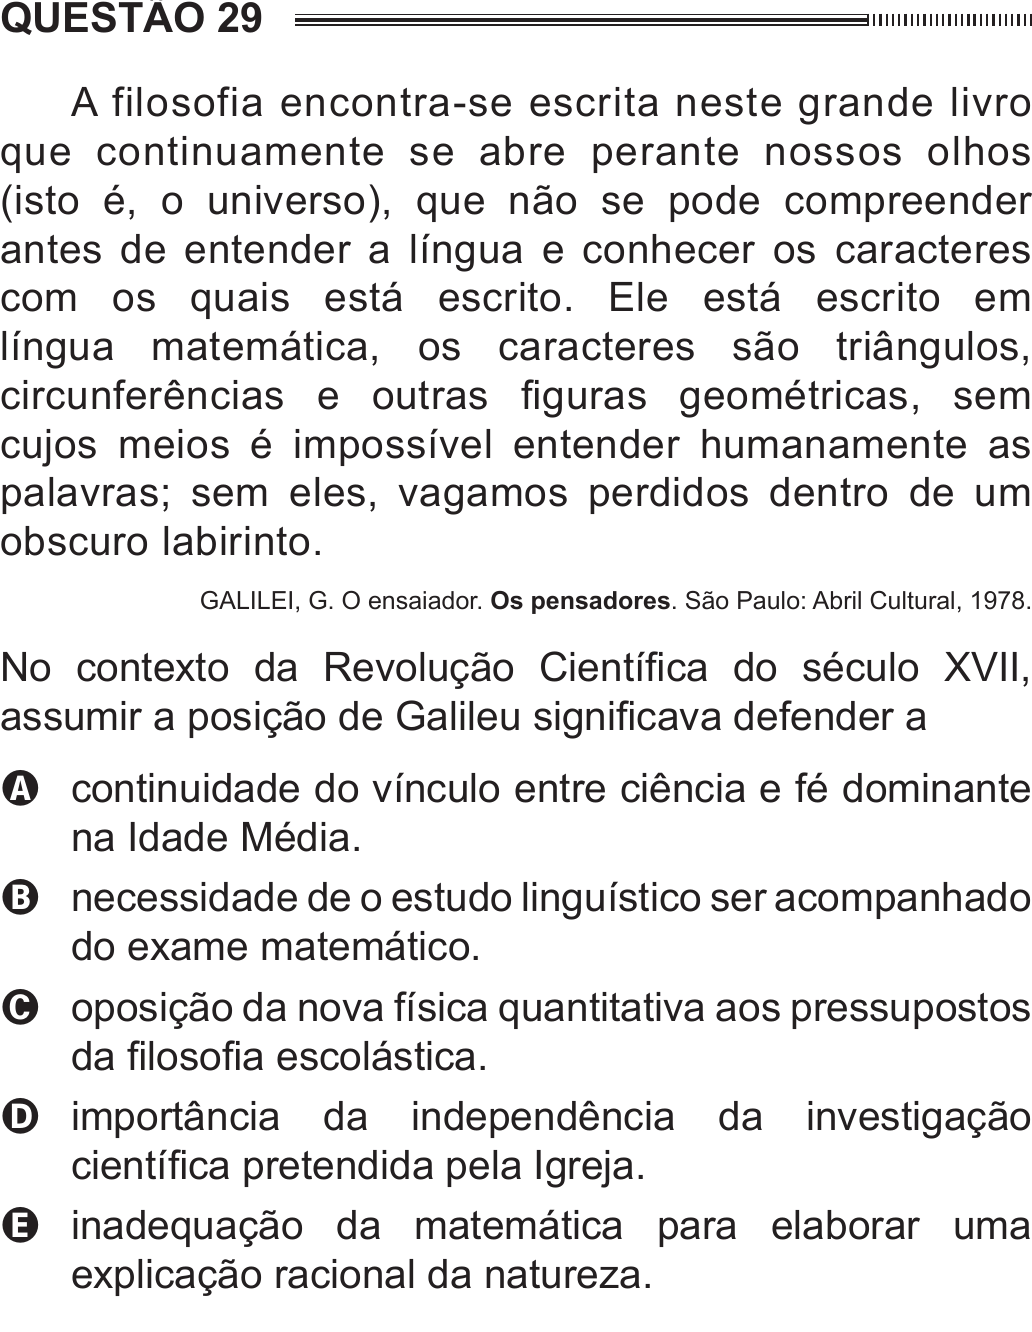 QUESTÃO 29
A filosofia encontra-se escrita neste grande livro
que continuamente se abre perante nossos olhos
(isto é, o universo), que não se pode compreender
antes de entender a língua e conhecer os caracteres
com os quais está escrito. Ele está escrito em
língua matemática, os caracteres são triângulos,
circunferências e outras figuras geométricas, sem
cujos meios é impossível entender humanamente as
palavras; sem eles, vagamos perdidos dentro de um
obscuro labirinto.
GALILEI, G. O ensaiador. Os pensadores. São Paulo: Abril Cultural, 1978.
No contexto da Revolução Científica do século XVII,
assumir a posição de Galileu significava defender a
A continuidade do vínculo entre ciência e fé dominante
na Idade Média.
B necessidade de o estudo linguístico ser acompanhado
do exame matemático.
C oposição da nova física quantitativa aos pressupostos
da filosofia escolástica.
D importância da independência da investigação
científica pretendida pela Igreja.
E inadequação da matemática para elaborar uma
explicação racional da natureza.